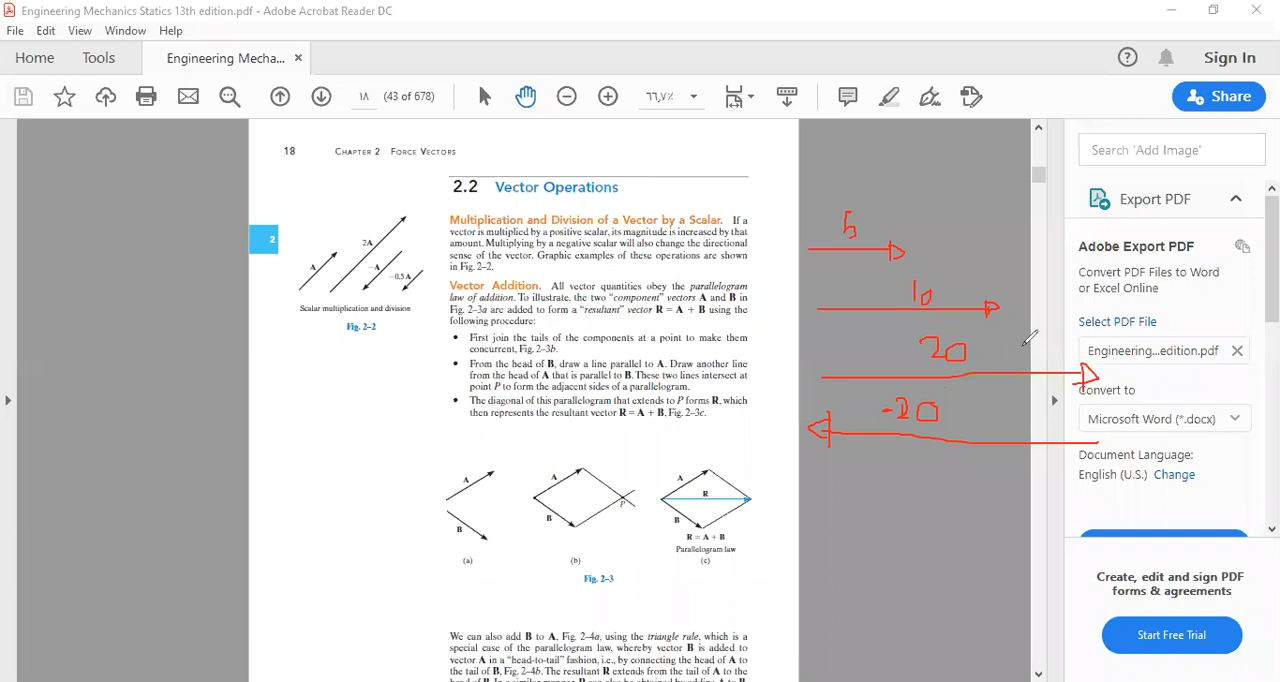 Engineering Mechanics Statics 13th edition.pdf - Adobe Acrobat Reader DC
File Edit View Window Help
Home Tools Engineering Mecha... × Sign In
١٨ (43 of 678) ٦٦,٧٪ Share
18 CHAPTER 2 FORCE VECTORS
2.2 Vector Operations
2
2A
A
-A
-0.5A
Scalar multiplication and division
Fig. 2–2
Multiplication and Division of a Vector by a Scalar. If a
vector is multiplied by a positive scalar, its magnitude is increased by that
amount. Multiplying by a negative scalar will also change the directional
sense of the vector. Graphic examples of these operations are shown
in Fig. 2–2.
Vector Addition. All vector quantities obey the parallelogram
law of addition. To illustrate, the two "component" vectors A and B in
Fig. 2–3a are added to form a "resultant" vector R = A + B using the
following procedure:
• First join the tails of the components at a point to make them
concurrent, Fig. 2–3b.
• From the head of B, draw a line parallel to A. Draw another line
from the head of A that is parallel to B. These two lines intersect at
point P to form the adjacent sides of a parallelogram.
• The diagonal of this parallelogram that extends to P forms R, which
then represents the resultant vector R = A + B, Fig. 2–3c.
A
B
(a)
A
B
P
(b)
A
R
B
R = A + B
Parallelogram law
(c)
Fig. 2–3
We can also add B to A, Fig. 2–4a, using the triangle rule, which is a
special case of the parallelogram law, whereby vector B is added to
vector A in a "head-to-tail" fashion, i.e., by connecting the head of A to
the tail of B, Fig. 2–4b. The resultant R extends from the tail of A to the
5
10
20
-20
Search 'Add Image'
Export PDF
Adobe Export PDF
Convert PDF Files to Word
or Excel Online
Select PDF File
Engineering...edition.pdf
Convert to
Microsoft Word (*.docx)
Document Language:
English (U.S.) Change
Create, edit and sign PDF
forms & agreements
Start Free Trial